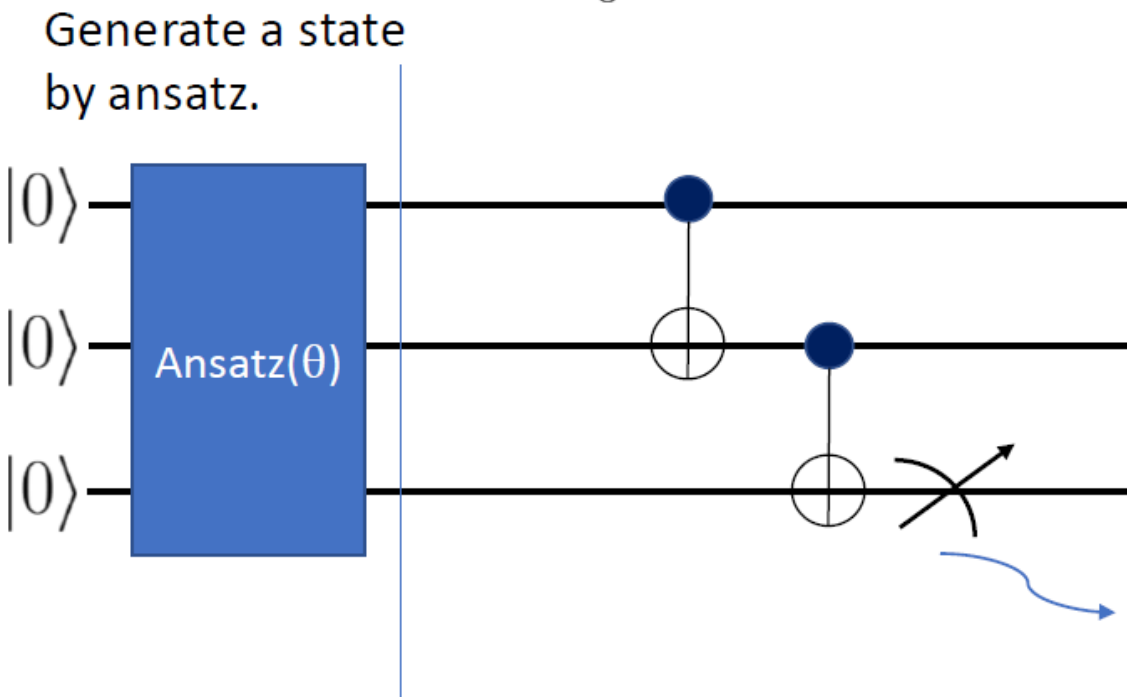 Generate a state
by ansatz.
|0⟩
|0⟩
Ansatz(θ)
|0⟩